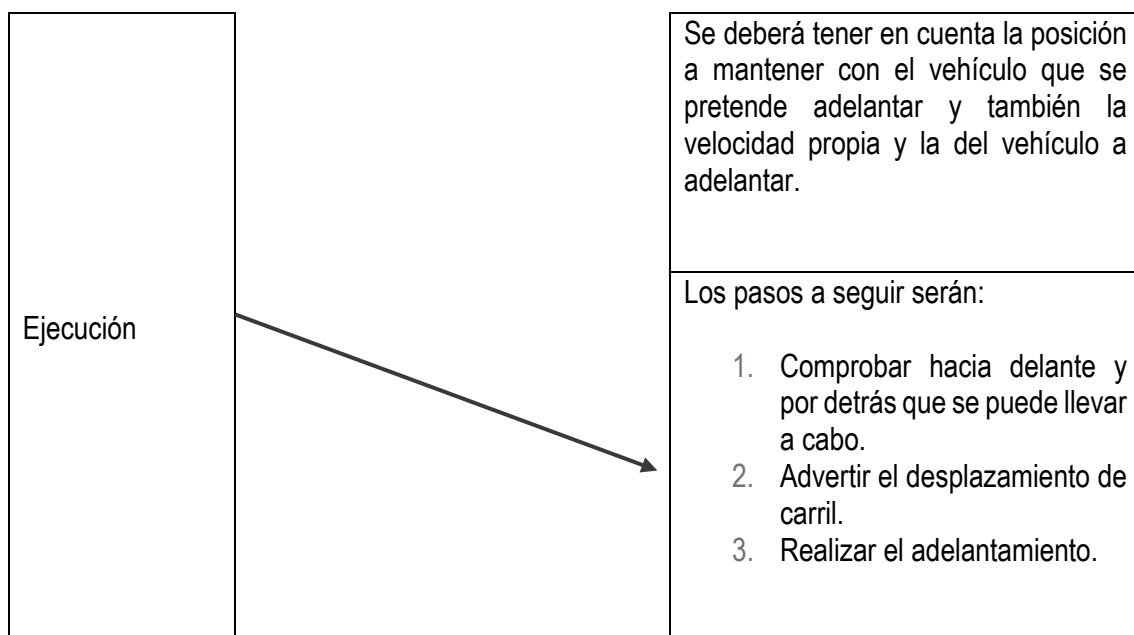 Ejecución
Se deberá tener en cuenta la posición
a mantener con el vehículo que se
pretende adelantar y también la
velocidad propia y la del vehículo a
adelantar.
Los pasos a seguir serán:
1. Comprobar hacia delante y
por detrás que se puede llevar
a cabo.
2. Advertir el desplazamiento de
carril.
3. Realizar el adelantamiento.